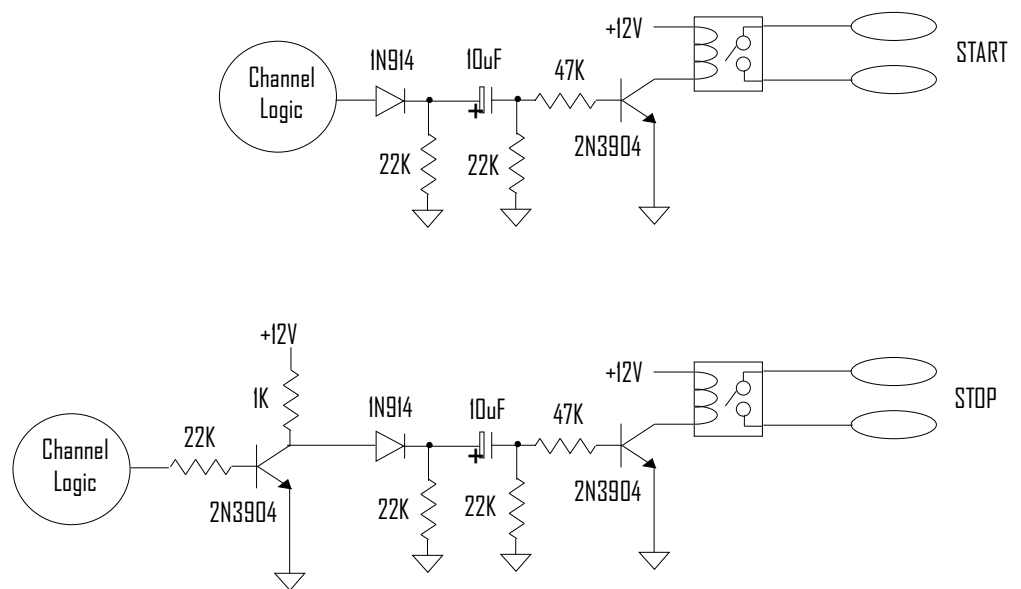 +12V
START
1N914
10uF
47K
Channel
Logic
+
2N3904
22K
22K
+12V
+12V
1K
STOP
1N914
10uF
47K
Channel
Logic
22K
+
2N3904
2N3904
22K
22K